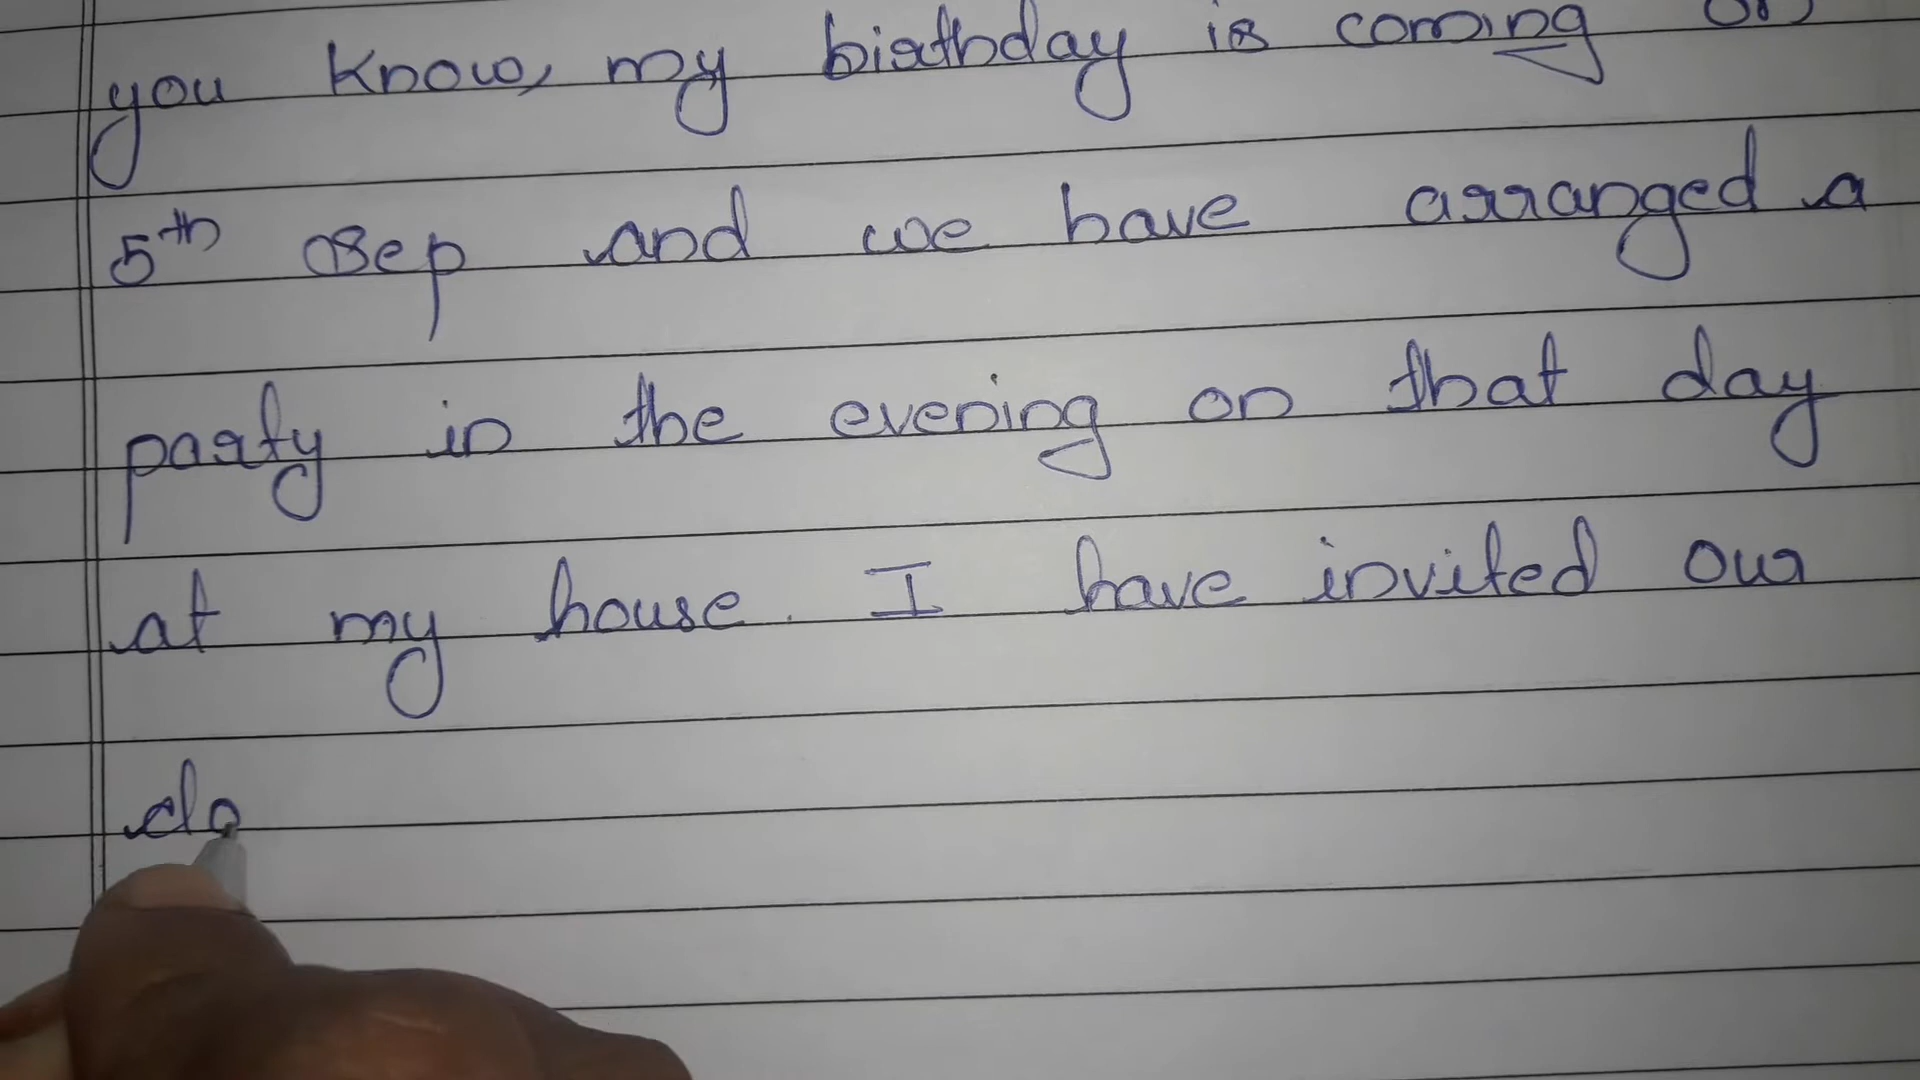 you know, my birthday is coming on
5th Sep and we have arranged a
party in the evening on that day
at my house. I have invited our